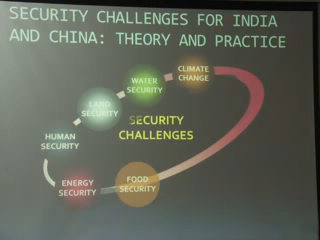 SECURITY CHALLENGES FOR INDIA
AND CHINA: THEORY AND PRACTICE
CLIMATE
CHANGE
WATER
SECURITY
LAND
SECURITY
SECURITY
CHALLENGES
HUMAN
SECURITY
ENERGY
SECURITY
FOOD
SECURITY